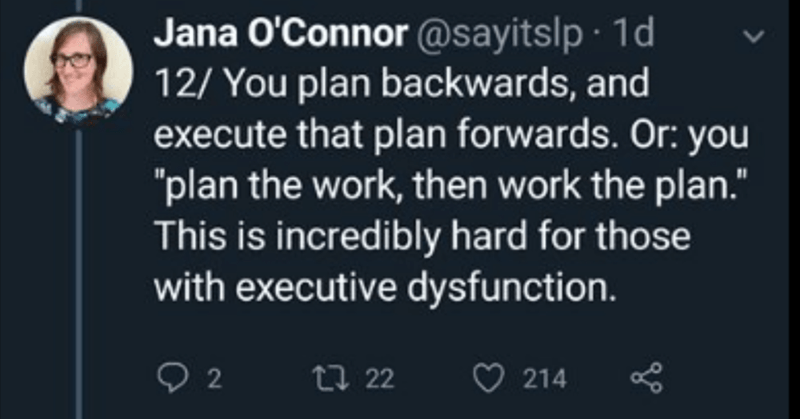 Jana O'Connor @sayitslp · 1d
12/ You plan backwards, and
execute that plan forwards. Or: you
"plan the work, then work the plan."
This is incredibly hard for those
with executive dysfunction.
2 22 214